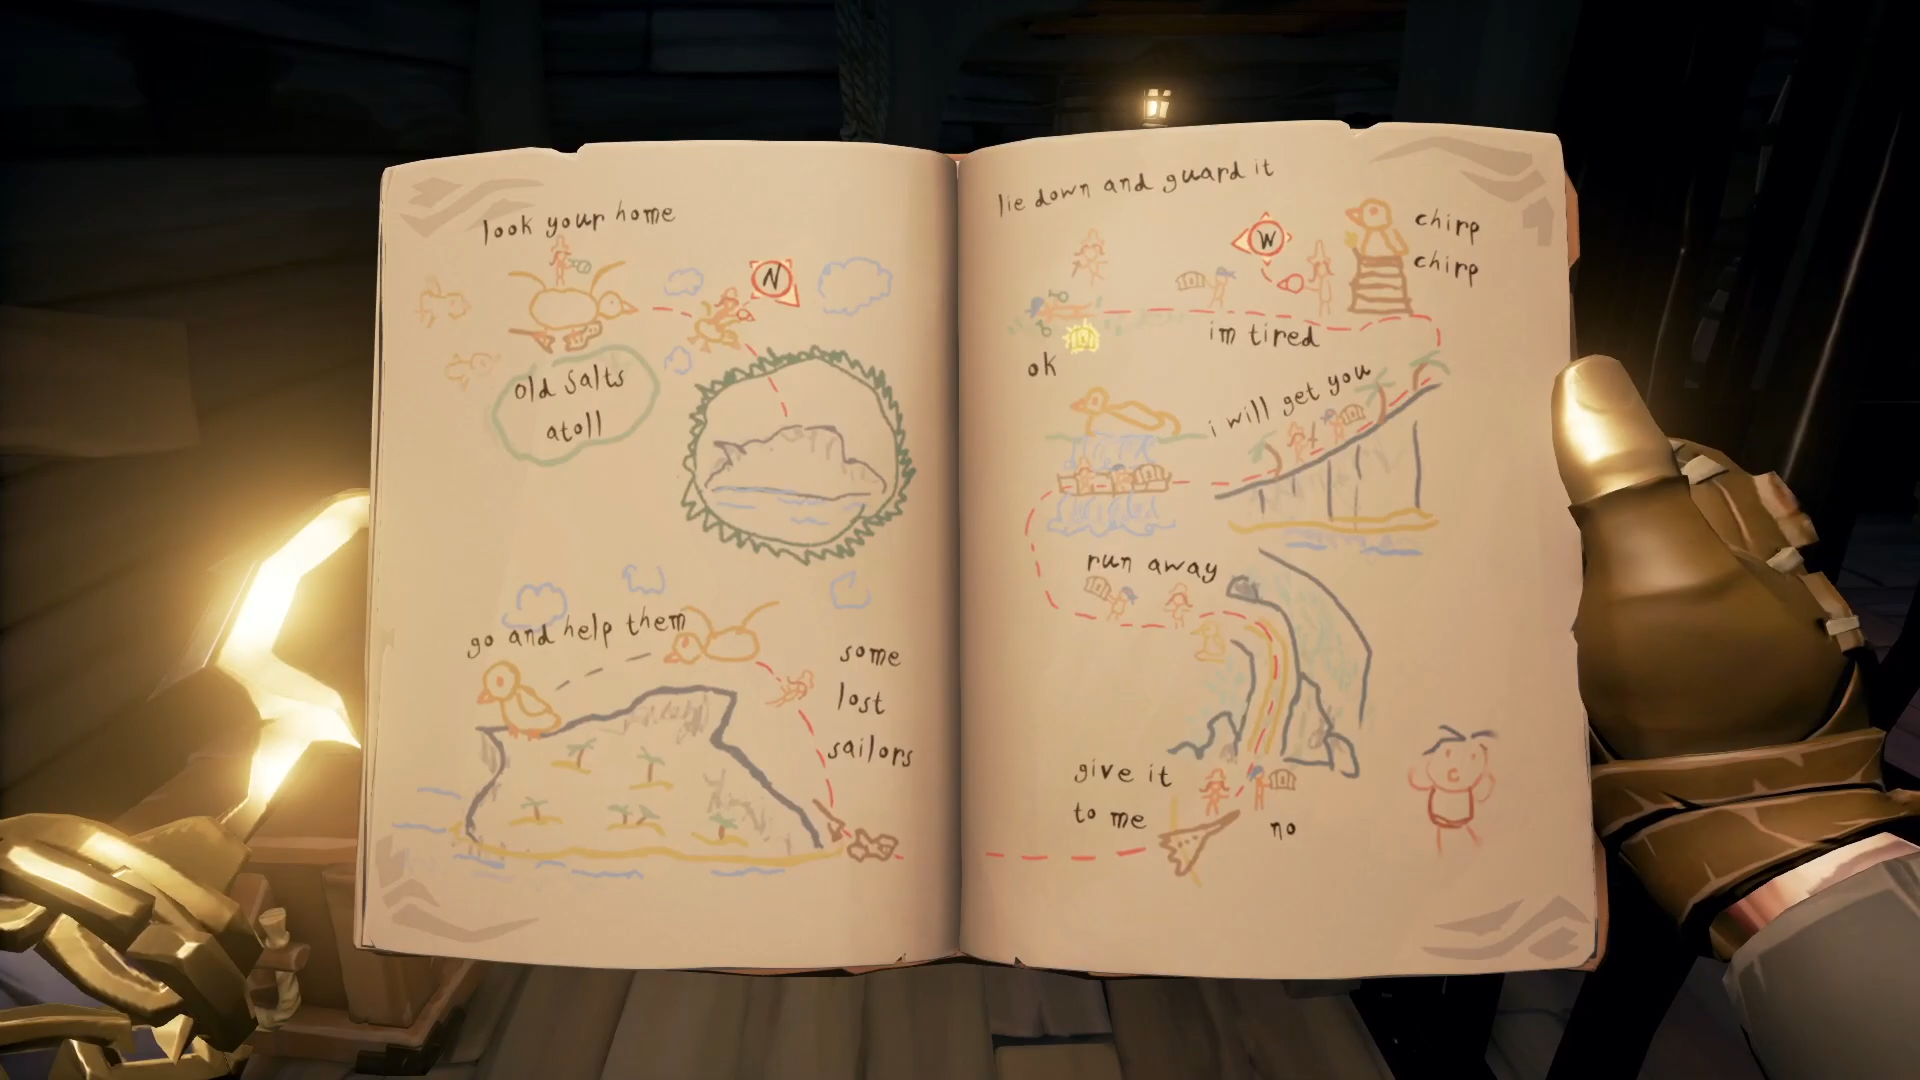 look your home
N
old salts
atoll
go and help them
some
lost
sailors
lie down and guard it
W
chirp
chirp
im tired
ok
i will get you
run away
give it
to me
no